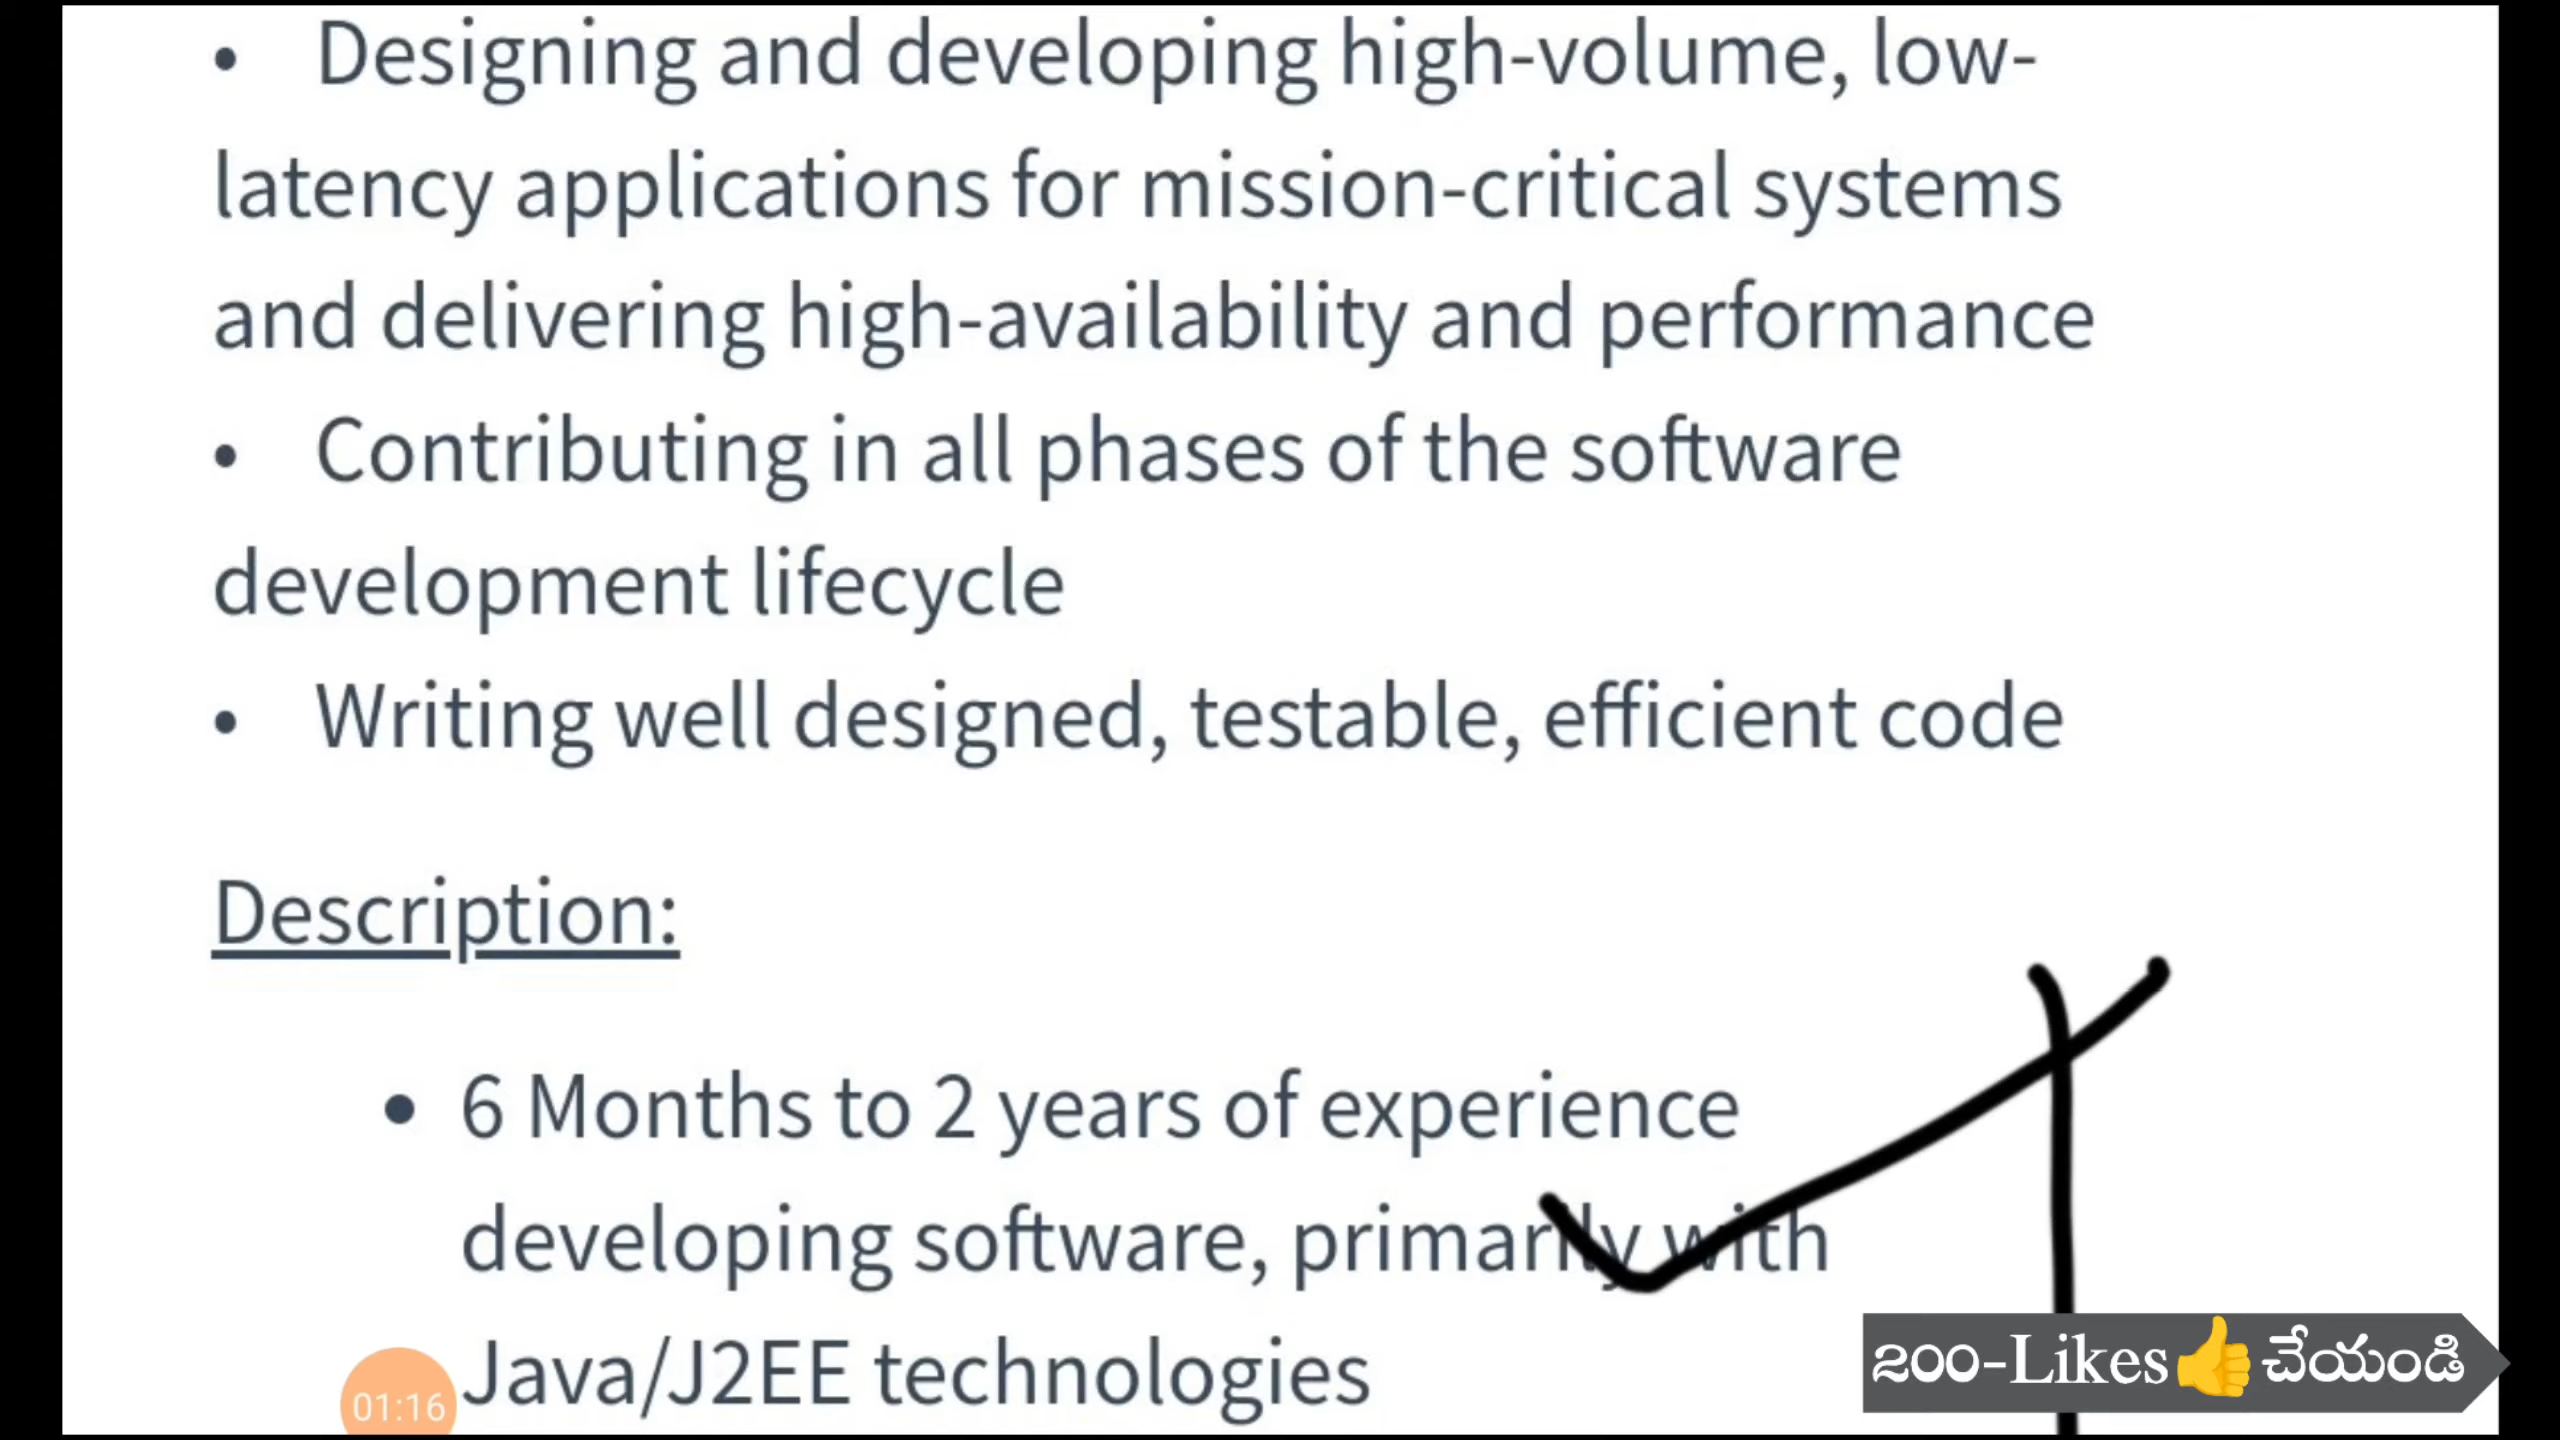 • Designing and developing high-volume, low-
latency applications for mission-critical systems
and delivering high-availability and performance
• Contributing in all phases of the software
development lifecycle
• Writing well designed, testable, efficient code
Description:
• 6 Months to 2 years of experience
developing software, primarily with
Java/J2EE technologies
01:16
200-Likes👍చేయండి